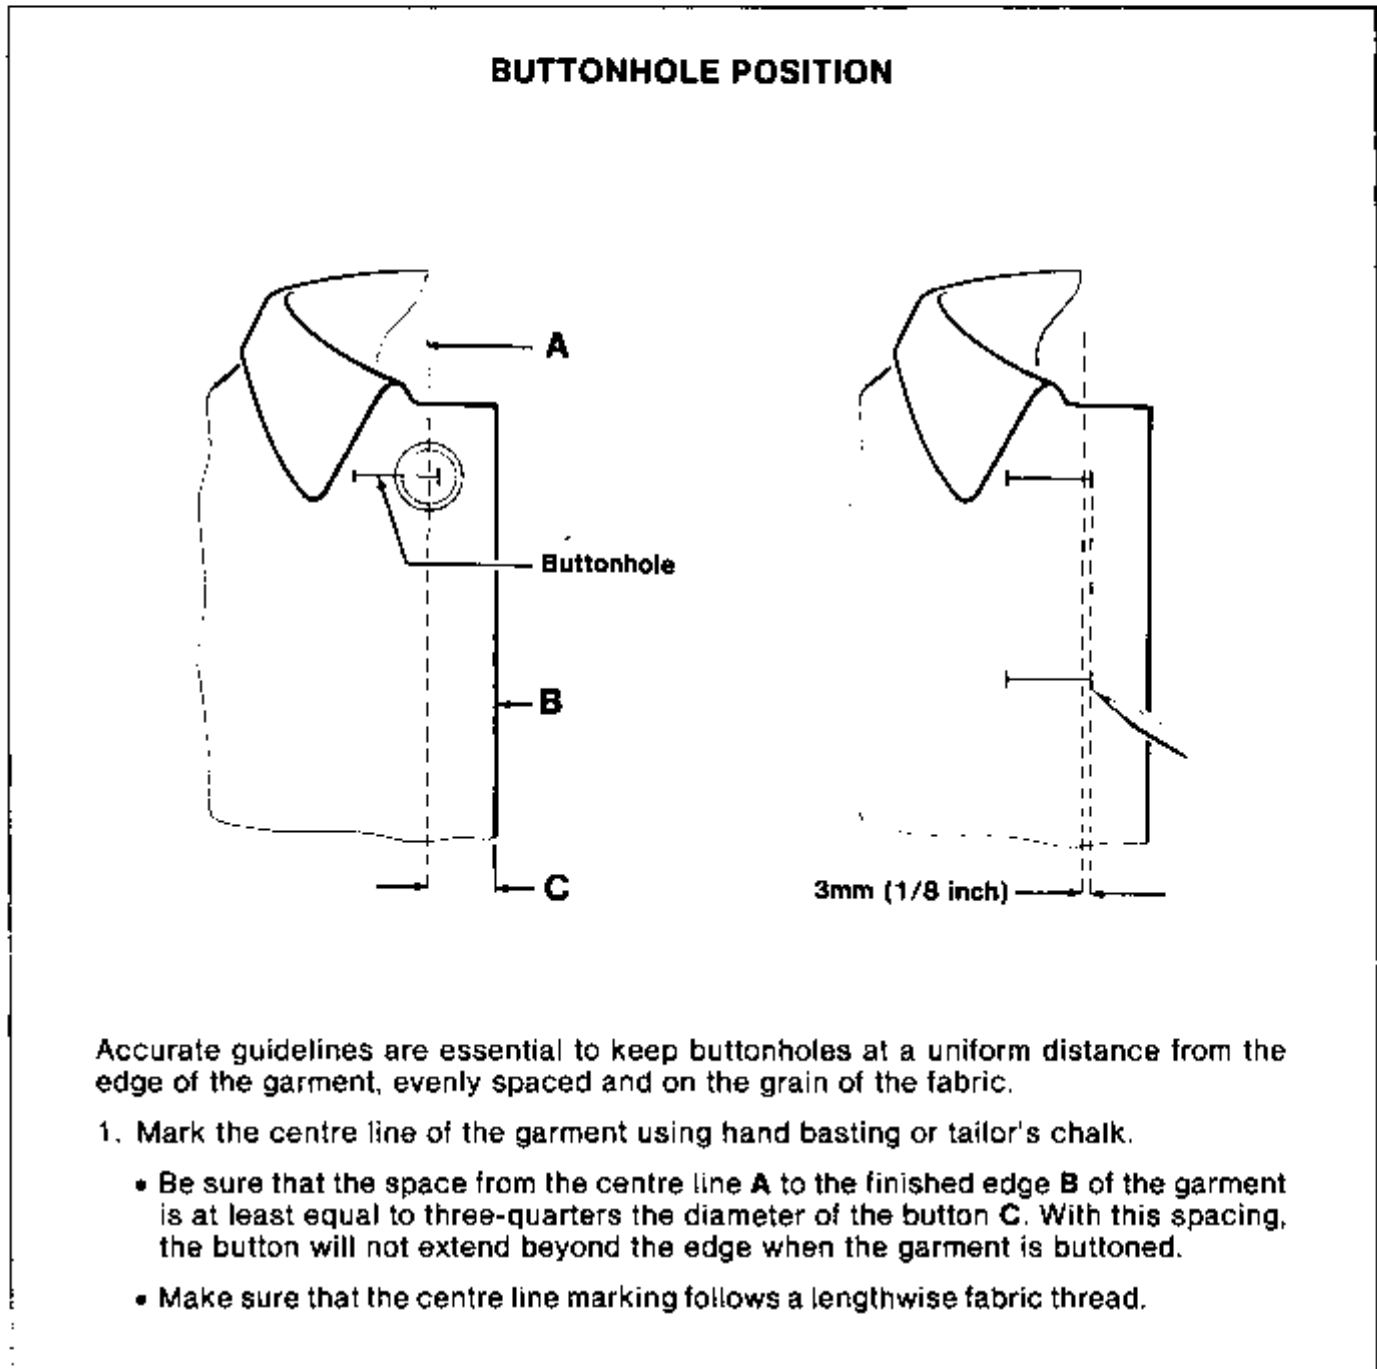 BUTTONHOLE POSITION
A
Buttonhole
B
C
3mm (1/8 inch)
Accurate guidelines are essential to keep buttonholes at a uniform distance from the
edge of the garment, evenly spaced and on the grain of the fabric.
1. Mark the centre line of the garment using hand basting or tailor's chalk.
• Be sure that the space from the centre line A to the finished edge B of the garment
is at least equal to three-quarters the diameter of the button C. With this spacing,
the button will not extend beyond the edge when the garment is buttoned.
• Make sure that the centre line marking follows a lengthwise fabric thread.